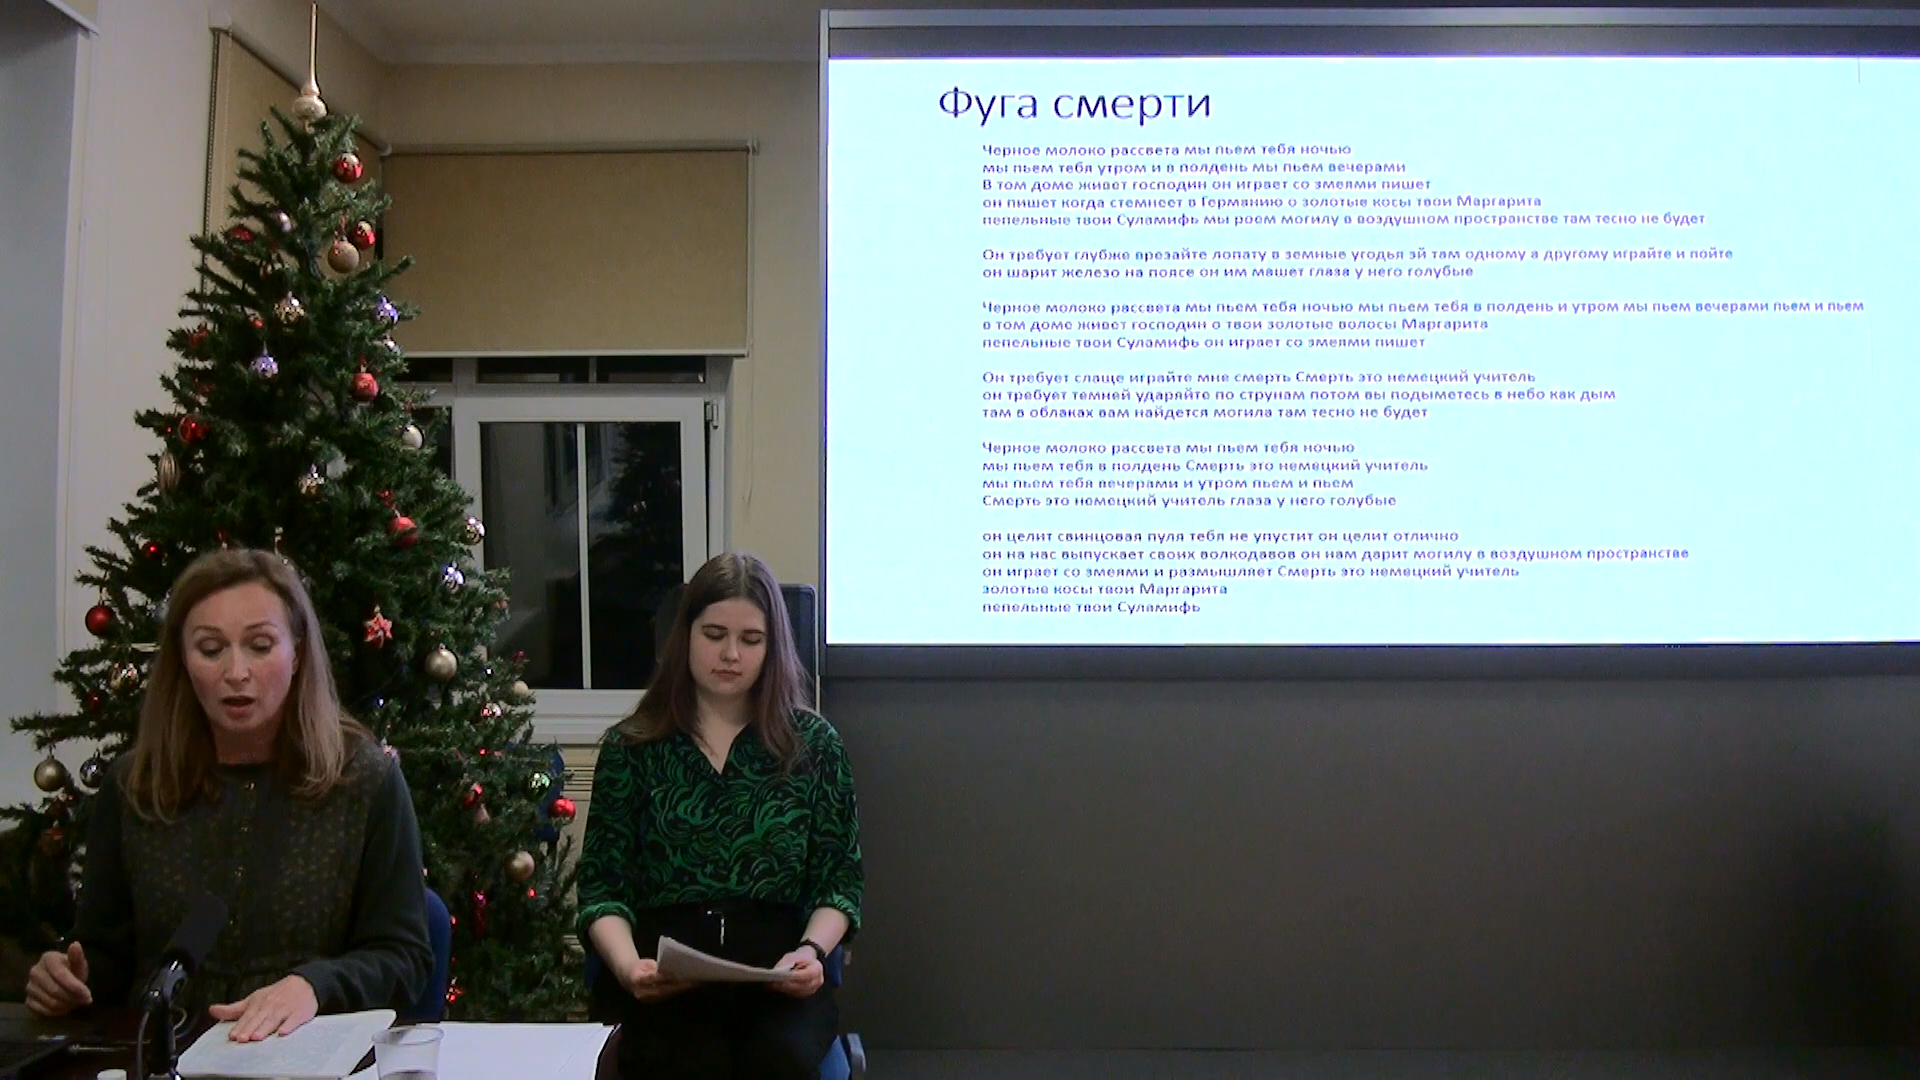 Фуга смерти
Черное молоко рассвета мы пьем тебя ночью
мы пьем тебя утром и в полдень мы пьем вечерами
В том доме живет господин он играет со змеями пишет
он пишет когда стемнеет в Германию о золотые косы твои Маргарита
пепельные твои Суламифь мы роем могилу в воздушном пространстве там тесно не будет
Он требует глубже врезайте лопату в земные угодья эй там одному а другому играйте и пойте
он шарит железо на поясе он им машет глаза у него голубые
Черное молоко рассвета мы пьем тебя ночью мы пьем тебя в полдень и утром мы пьем вечерами пьем и пьем
в том доме живет господин о твои золотые волосы Маргарита
пепельные твои Суламифь он играет со змеями пишет
Он требует слаще играйте мне смерть Смерть это немецкий учитель
он требует темней ударяйте по струнам потом вы подыметесь в небо как дым
там в облаках вам найдется могила там тесно не будет
Черное молоко рассвета мы пьем тебя ночью
мы пьем тебя в полдень Смерть это немецкий учитель
мы пьем тебя вечерами и утром пьем и пьем
Смерть это немецкий учитель глаза у него голубые
он целит свинцовая пуля тебя не упустит он целит отлично
он на нас выпускает своих волкодавов он нам дарит могилу в воздушном пространстве
он играет со змеями и размышляет Смерть это немецкий учитель
золотые косы твои Маргарита
пепельные твои Суламифь